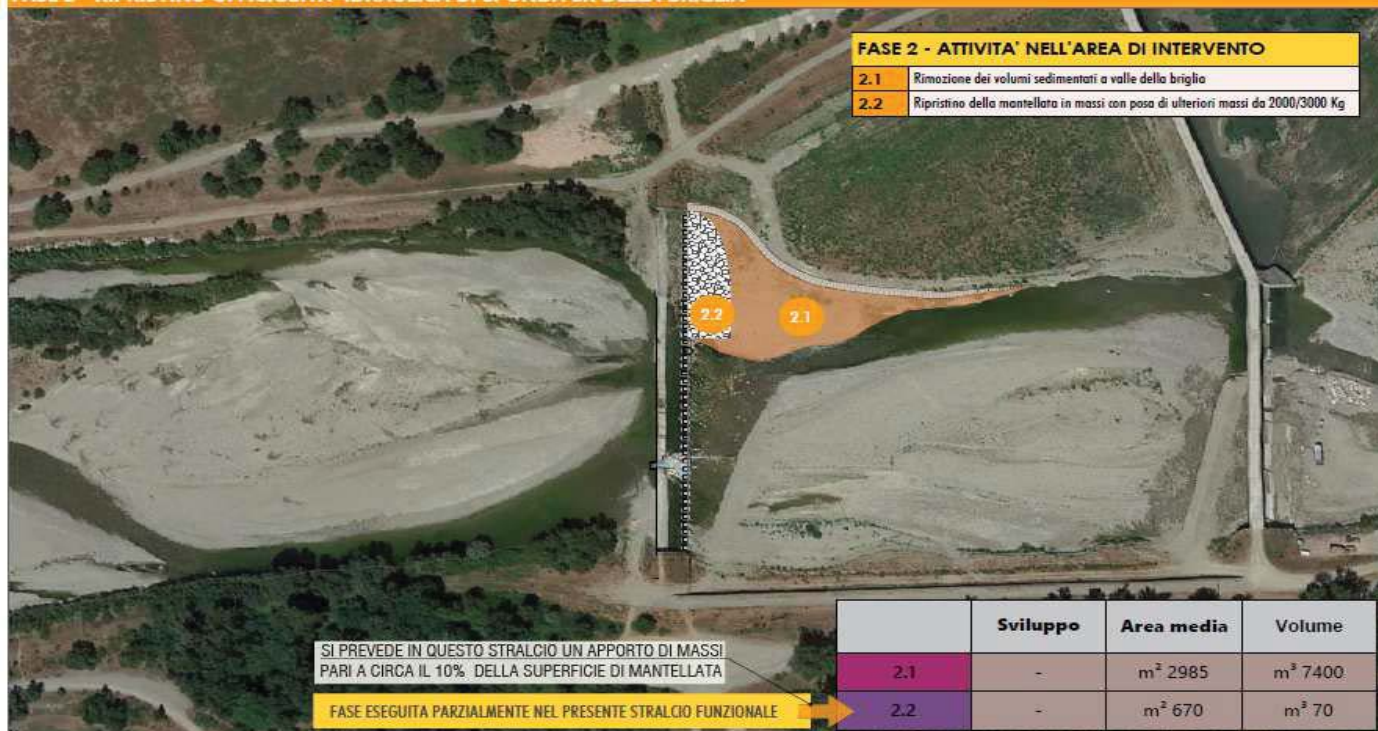 FASE 2 - ATTIVITA' NELL'AREA DI INTERVENTO
2.1 Rimozione dei volumi sedimentati a valle della briglia
2.2 Ripristino della mantellata in massi con posa di ulteriori massi da 2000/3000 Kg
2.2
2.1
SI PREVEDE IN QUESTO STRALCIO UN APPORTO DI MASSI
PARI A CIRCA IL 10% DELLA SUPERFICIE DI MANTELLATA
FASE ESEGUITA PARZIALMENTE NEL PRESENTE STRALCIO FUNZIONALE
Sviluppo Area media Volume
2.1 - m² 2985 m³ 7400
2.2 - m² 670 m³ 70